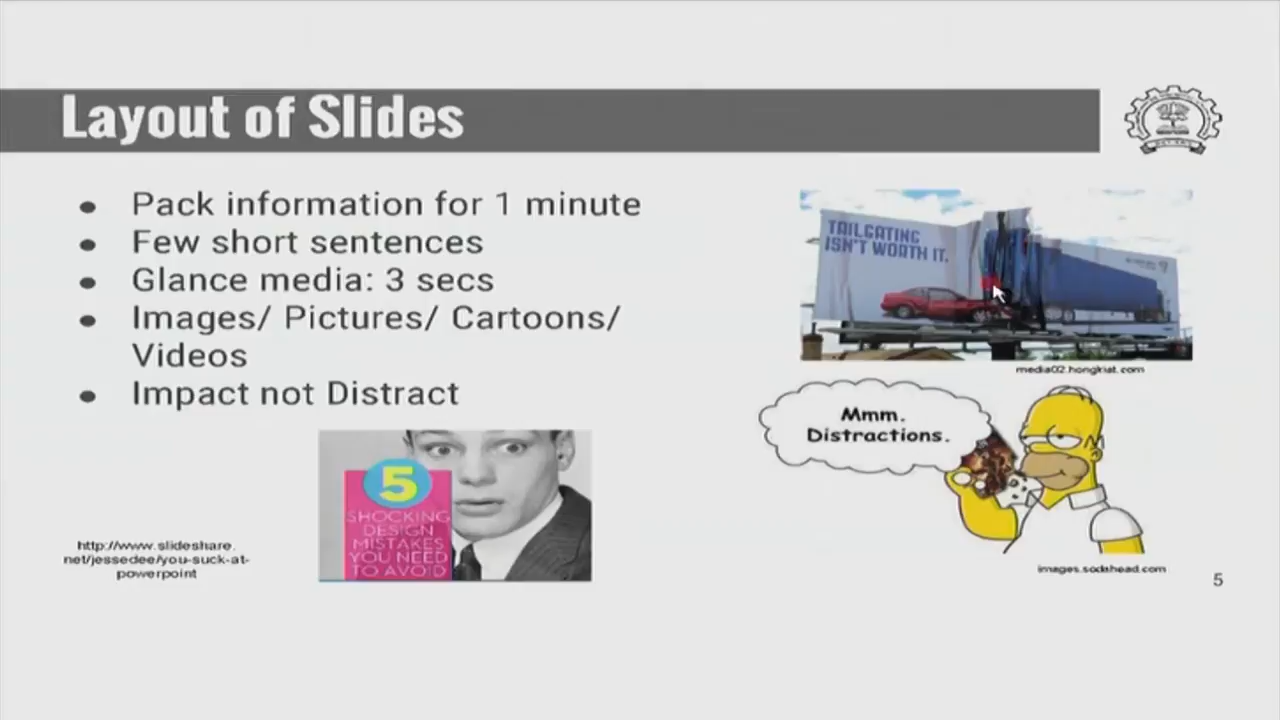 Layout of Slides
● Pack information for 1 minute
● Few short sentences
● Glance media: 3 secs
● Images/ Pictures/ Cartoons/
Videos
● Impact not Distract
TAILGATING
ISN'T WORTH IT.
media02.hongkiat.com
Mmm.
Distractions.
images.sodahead.com
5
SHOCKING
DESIGN
MISTAKES
YOU NEED
TO AVOID
http://www.slideshare.
net/jessedee/you-suck-at-
powerpoint
5